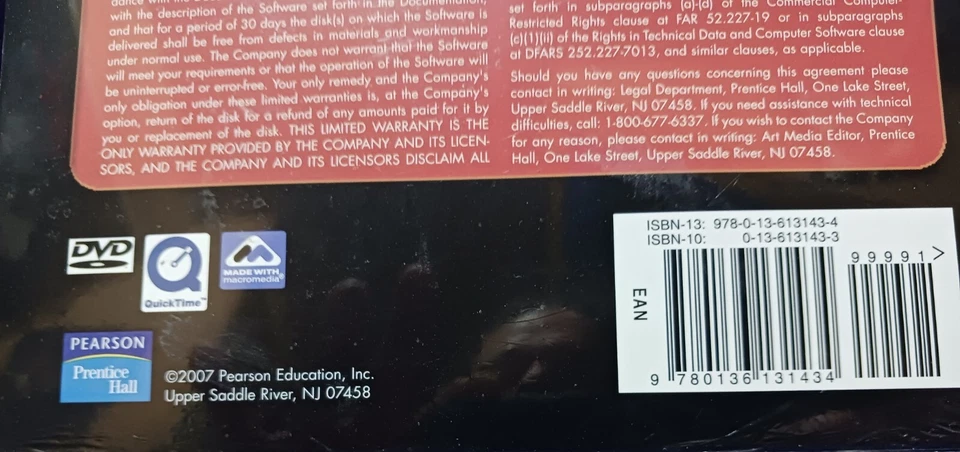 dance with the description of the Software set forth in the Documentation,
and that for a period of 30 days the disk(s) on which the Software is
delivered shall be free from defects in materials and workmanship
under normal use. The Company does not warrant that the Software
will meet your requirements or that the operation of the Software will
be uninterrupted or error-free. Your only remedy and the Company's
only obligation under these limited warranties is, at the Company's
option, return of the disk for a refund of any amounts paid for it by
you or replacement of the disk. THIS LIMITED WARRANTY IS THE
ONLY WARRANTY PROVIDED BY THE COMPANY AND ITS LICEN-
SORS, AND THE COMPANY AND ITS LICENSORS DISCLAIM ALL
set forth in subparagraphs (a)-(d) of the Commercial Computer-
Restricted Rights clause at FAR 52.227-19 or in subparagraphs
(c)(1)(ii) of the Rights in Technical Data and Computer Software clause
at DFARS 252.227-7013, and similar clauses, as applicable.
Should you have any questions concerning this agreement please
contact in writing: Legal Department, Prentice Hall, One Lake Street,
Upper Saddle River, NJ 07458. If you need assistance with technical
difficulties, call: 1-800-677-6337. If you wish to contact the Company
for any reason, please contact in writing: Art Media Editor, Prentice
Hall, One Lake Street, Upper Saddle River, NJ 07458.
DVD
QuickTime™
MADE WITH
macromedia®
PEARSON
Prentice
Hall
©2007 Pearson Education, Inc.
Upper Saddle River, NJ 07458
ISBN-13: 978-0-13-613143-4
ISBN-10: 0-13-613143-3
99991>
EAN
9 780136 131434